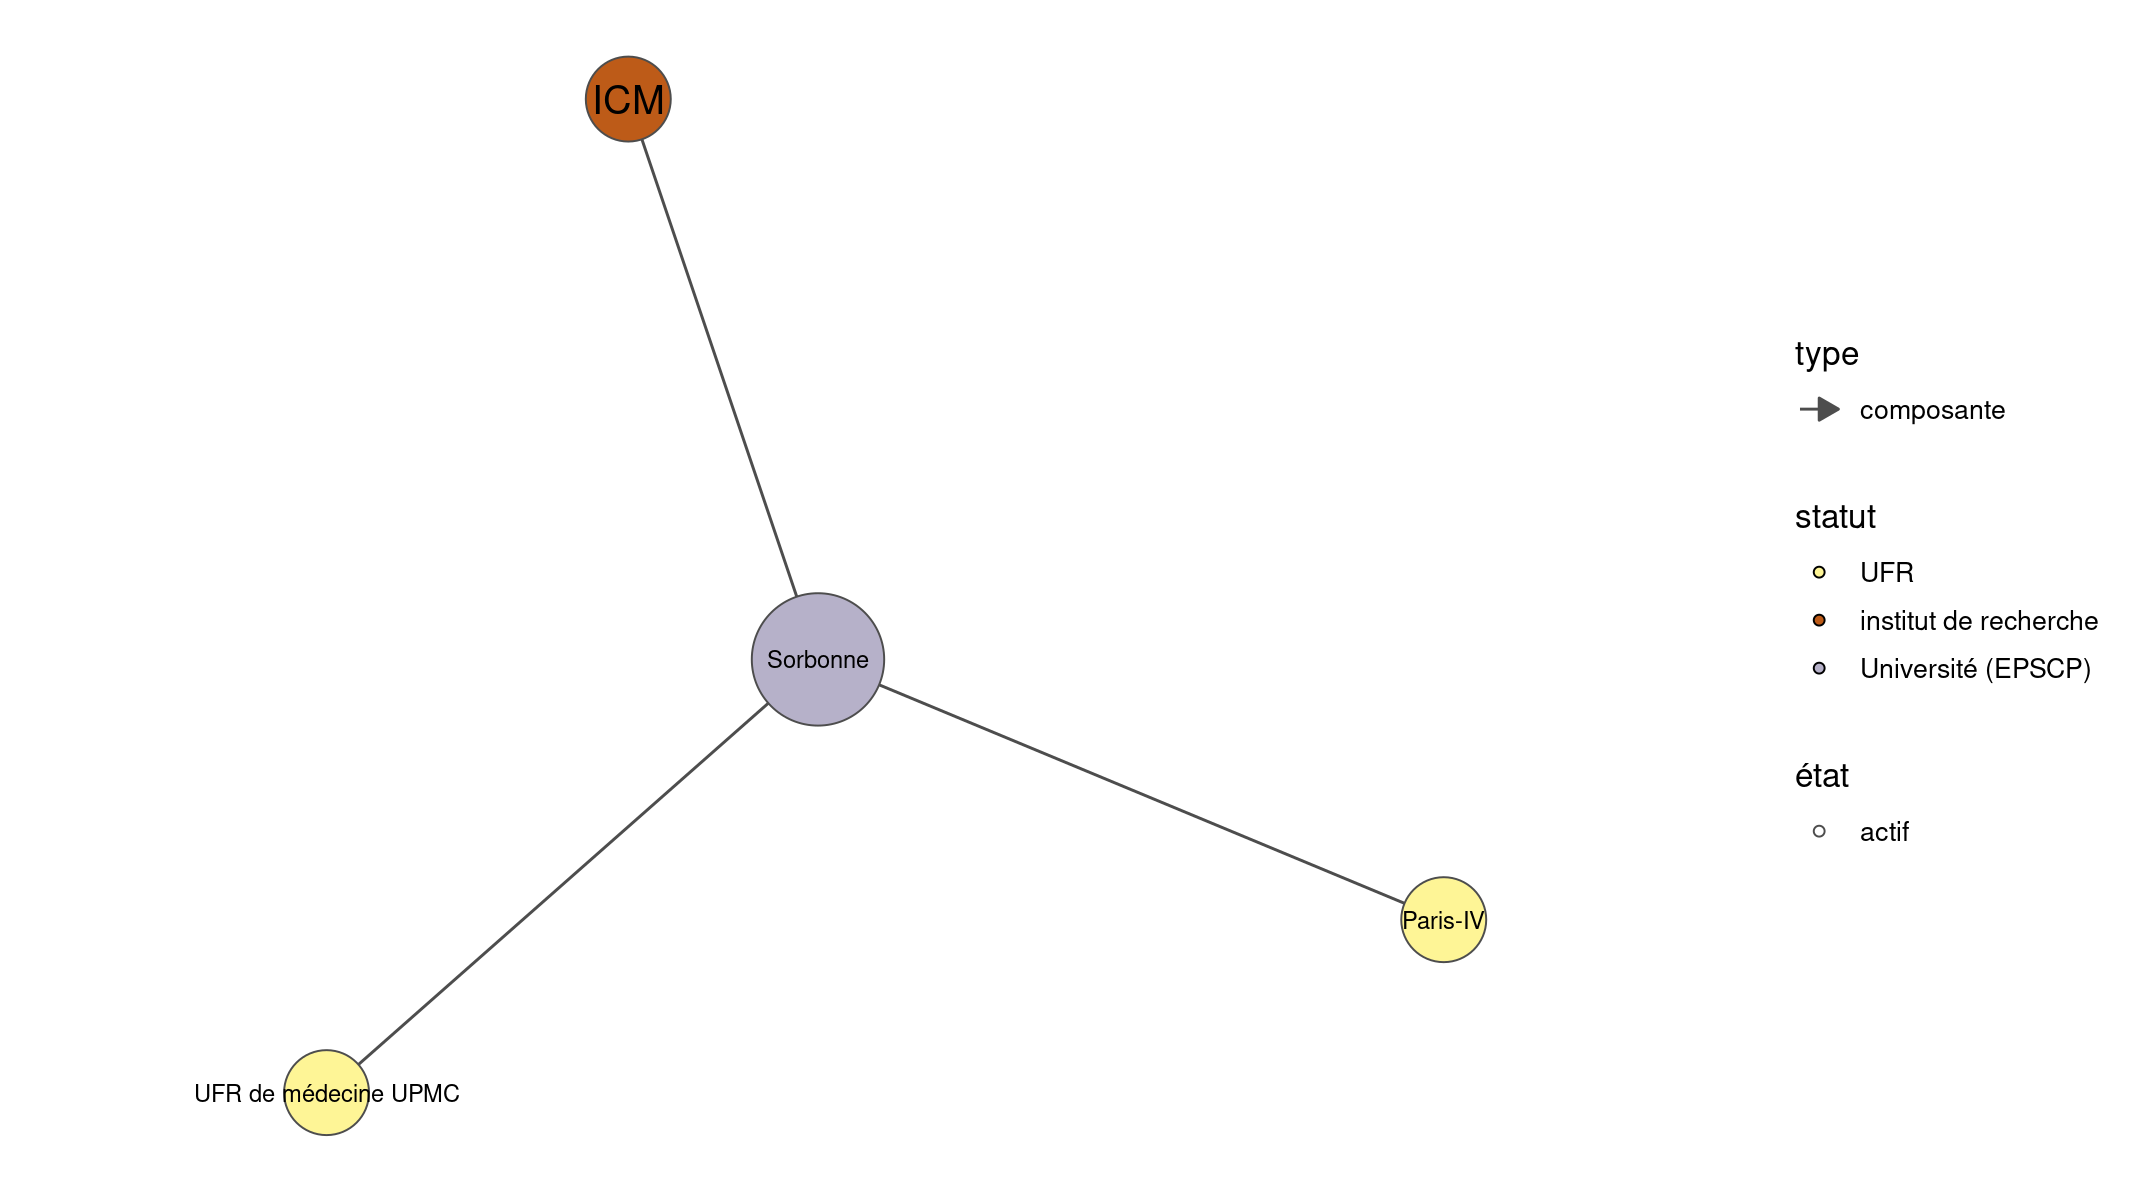 ICM
Sorbonne
Paris-IV
UFR de médecine UPMC
type
composante
statut
UFR
institut de recherche
Université (EPSCP)
état
actif